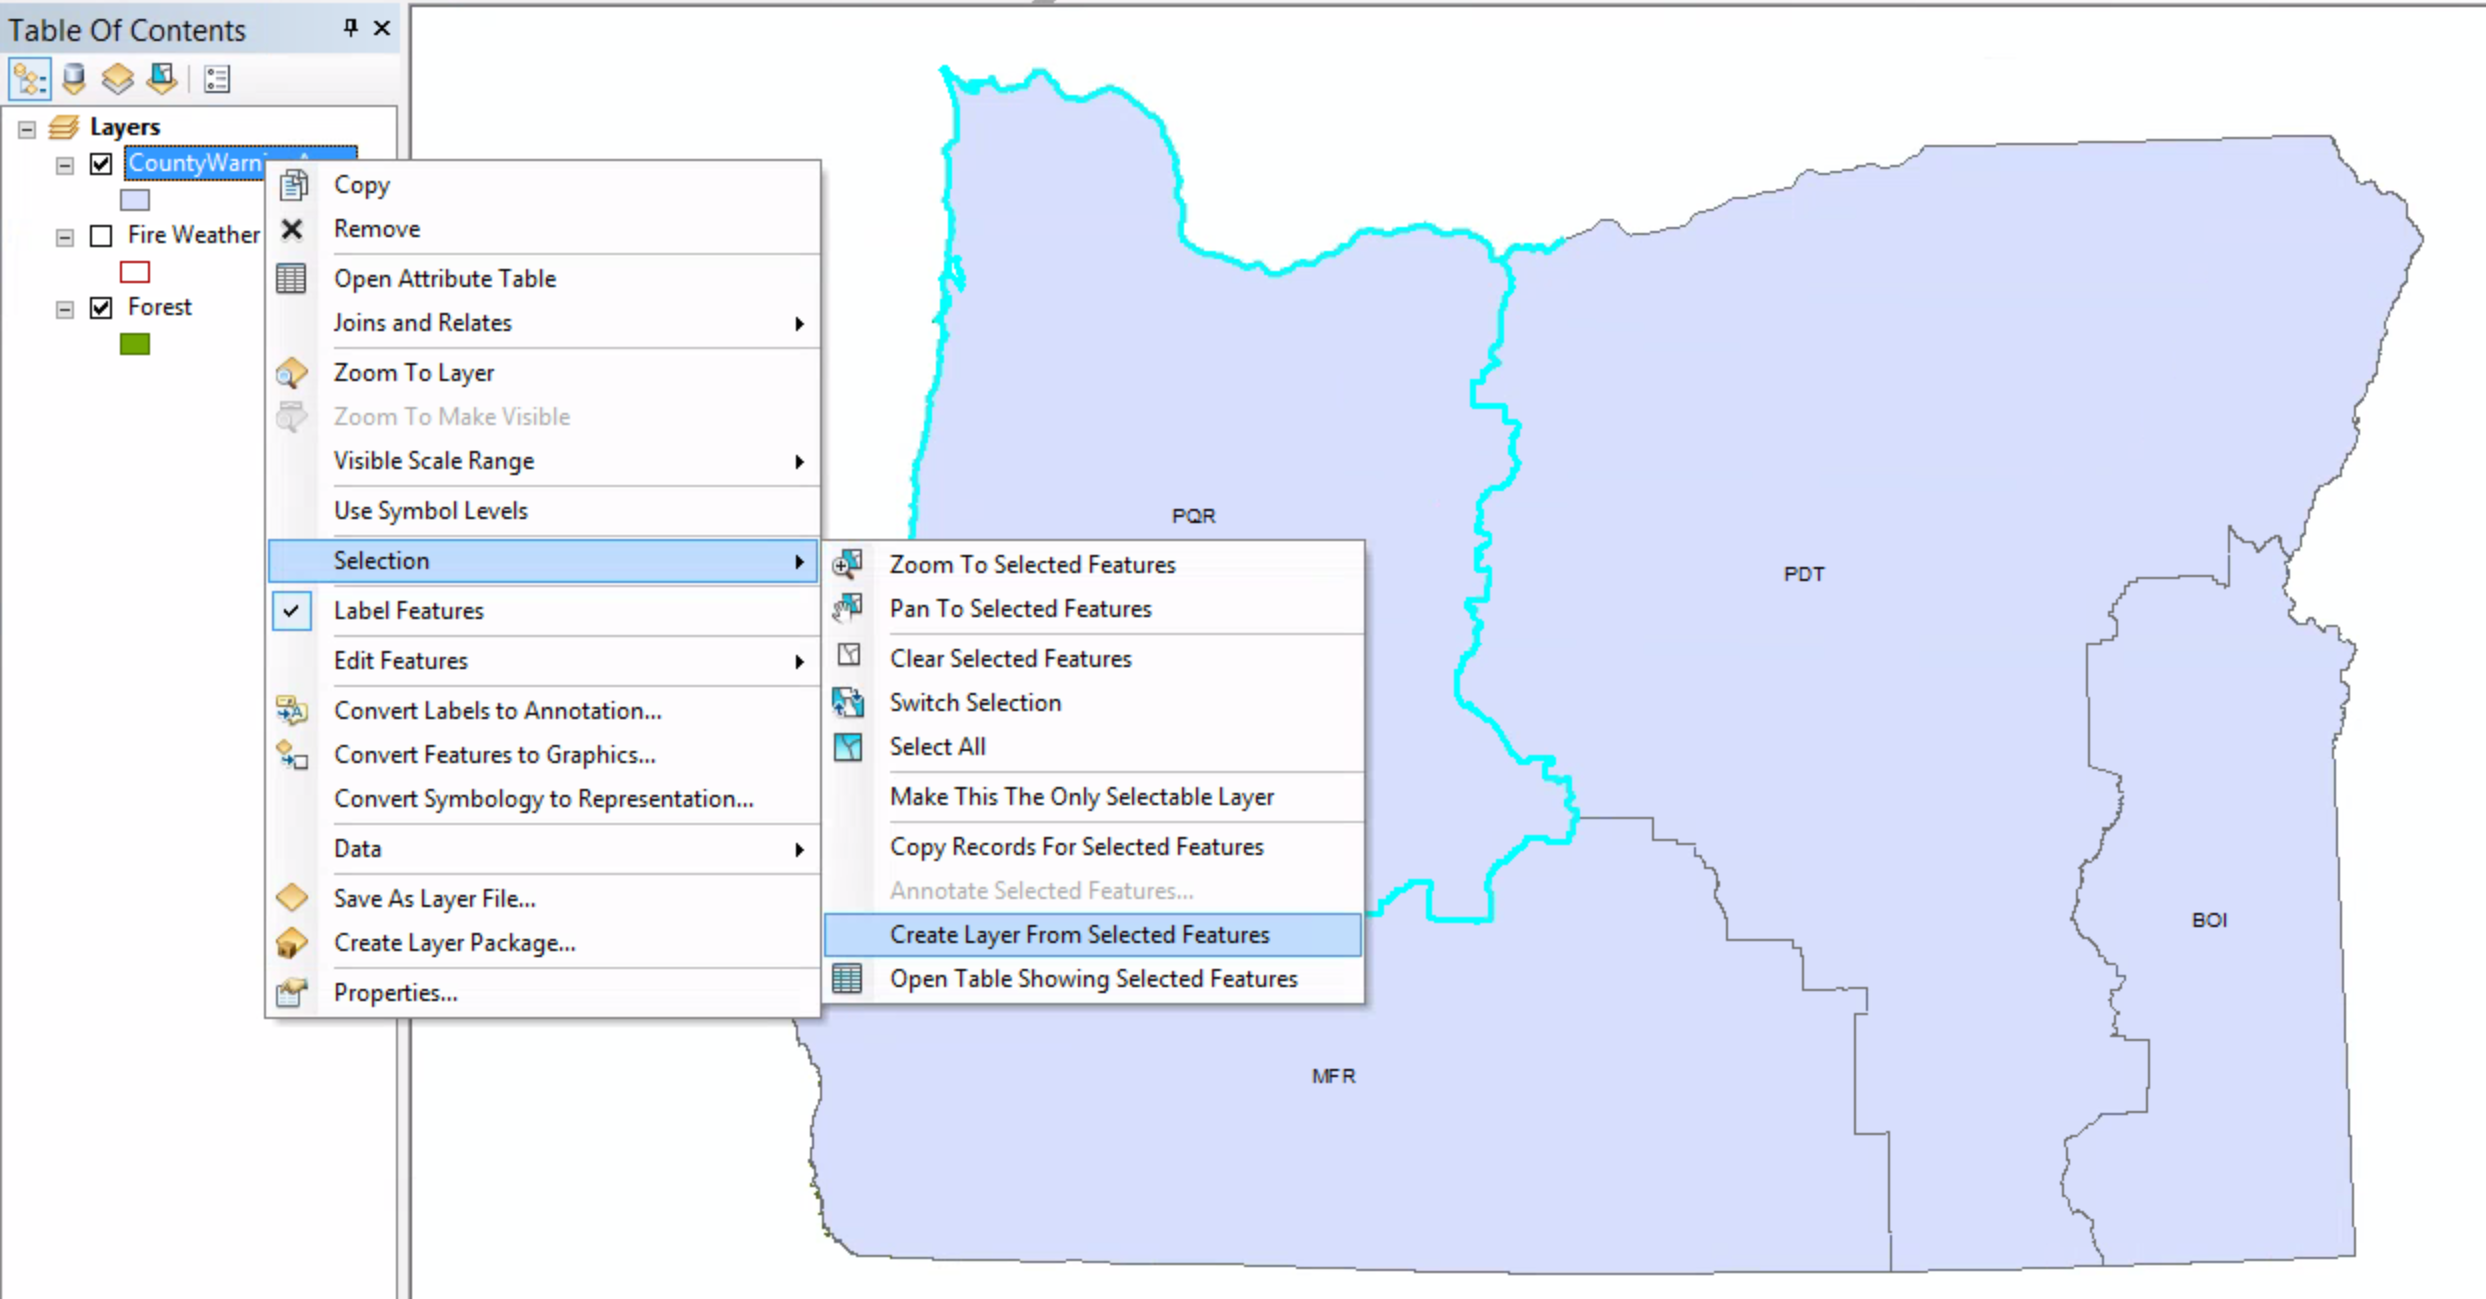 Table Of Contents
Layers
CountyWarn
Fire Weather
Forest
Copy
Remove
Open Attribute Table
Joins and Relates
Zoom To Layer
Zoom To Make Visible
Visible Scale Range
Use Symbol Levels
Selection
Label Features
Edit Features
Convert Labels to Annotation...
Convert Features to Graphics...
Convert Symbology to Representation...
Data
Save As Layer File...
Create Layer Package...
Properties...
Zoom To Selected Features
Pan To Selected Features
Clear Selected Features
Switch Selection
Select All
Make This The Only Selectable Layer
Copy Records For Selected Features
Annotate Selected Features...
Create Layer From Selected Features
Open Table Showing Selected Features
PQR
PDT
BOI
MFR